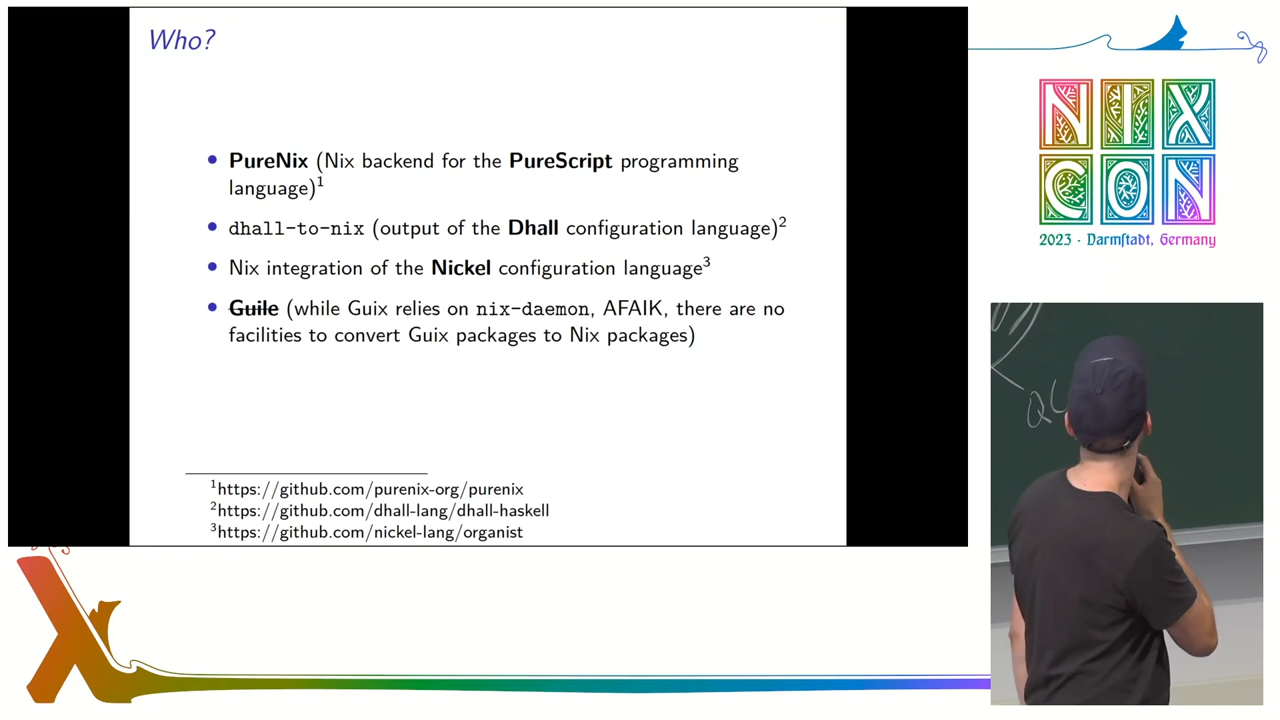 Who?
• PureNix (Nix backend for the PureScript programming
language)¹
• dhall-to-nix (output of the Dhall configuration language)²
• Nix integration of the Nickel configuration language³
• Guile (while Guix relies on nix-daemon, AFAIK, there are no
facilities to convert Guix packages to Nix packages)
¹https://github.com/purenix-org/purenix
²https://github.com/dhall-lang/dhall-haskell
³https://github.com/nickel-lang/organist
NIX
CON
2023 · Darmſtadt, Germany